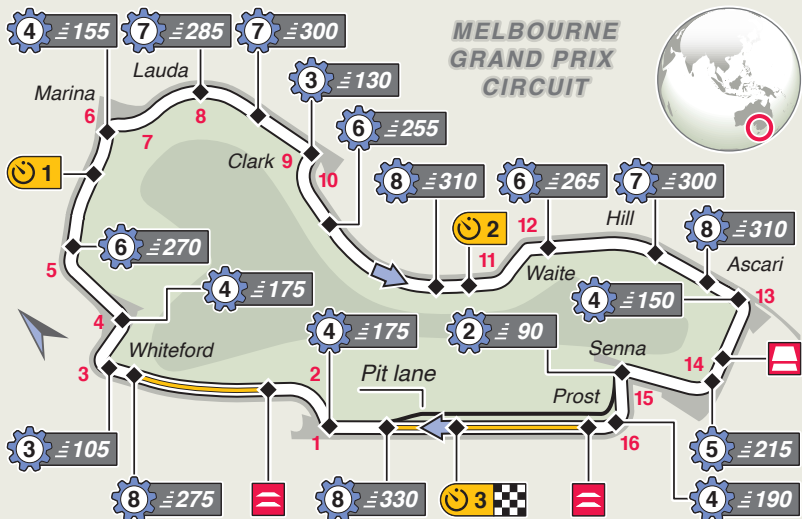 MELBOURNE
GRAND PRIX
CIRCUIT
4 155
7 285
7 300
Lauda
3 130
Marina
6
7
8
6 255
Clark
9
10
1
8 310
6 265
7 300
Hill
8 310
2
12
11
Waite
Ascari
5
6 270
4 175
4
4 150
13
Whiteford
3
2
4 175
2 90
Senna
14
Pit lane
Prost
15
1
16
3 105
5 215
8 275
8 330
3
4 190